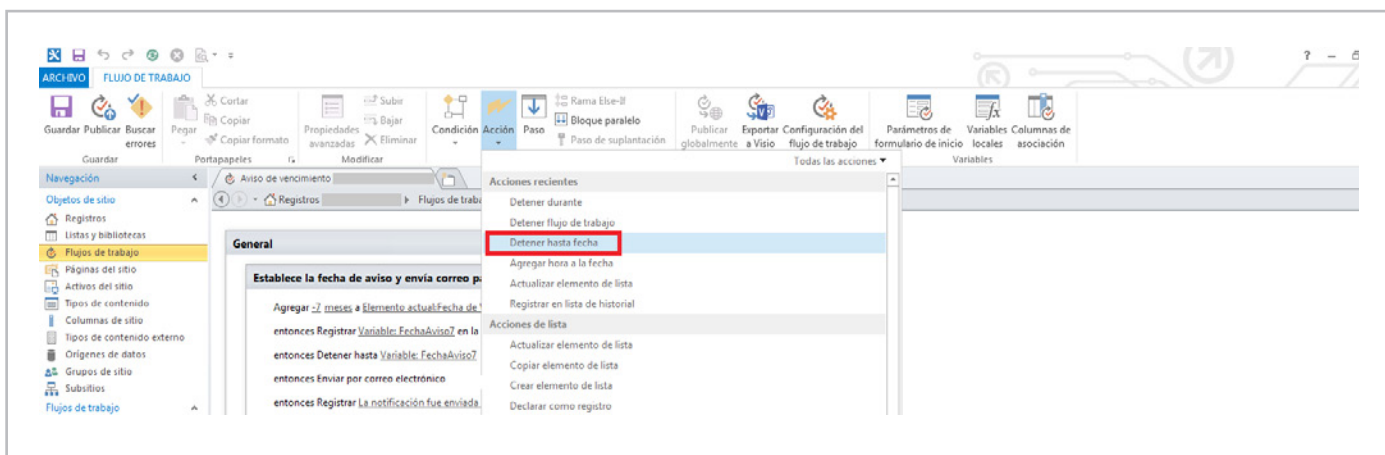 ? –
ARCHIVO FLUJO DE TRABAJO
Cortar Subir Rama Else-If
Copiar Bajar Bloque paralelo
Guardar Publicar Buscar errores Pegar Copiar formato Propiedades avanzadas Eliminar Condición Acción Paso Paso de suplantación Publicar globalmente Exportar a Visio Configuración del flujo de trabajo Parámetros de formulario de inicio Variables locales Columnas de asociación
Guardar Portapapeles Modificar Todas las acciones Variables
Navegación
Aviso de vencimiento
Acciones recientes
Objetos de sitio
Registros Flujos de traba
Detener durante
Registros
Detener flujo de trabajo
Listas y bibliotecas
General
Detener hasta fecha
Flujos de trabajo
Páginas del sitio
Agregar hora a la fecha
Establece la fecha de aviso y envía correo pa
Activos del sitio
Actualizar elemento de lista
Tipos de contenido
Agregar -7 meses a Elemento actual:Fecha de
Registrar en lista de historial
Columnas de sitio
Acciones de lista
Tipos de contenido externo
entonces Registrar Variable: FechaAviso7 en la
Actualizar elemento de lista
Orígenes de datos
entonces Detener hasta Variable: FechaAviso7
Copiar elemento de lista
Grupos de sitio
entonces Enviar por correo electrónico
Crear elemento de lista
Subsitios
entonces Registrar La notificación fue enviada
Declarar como registro
Flujos de trabajo